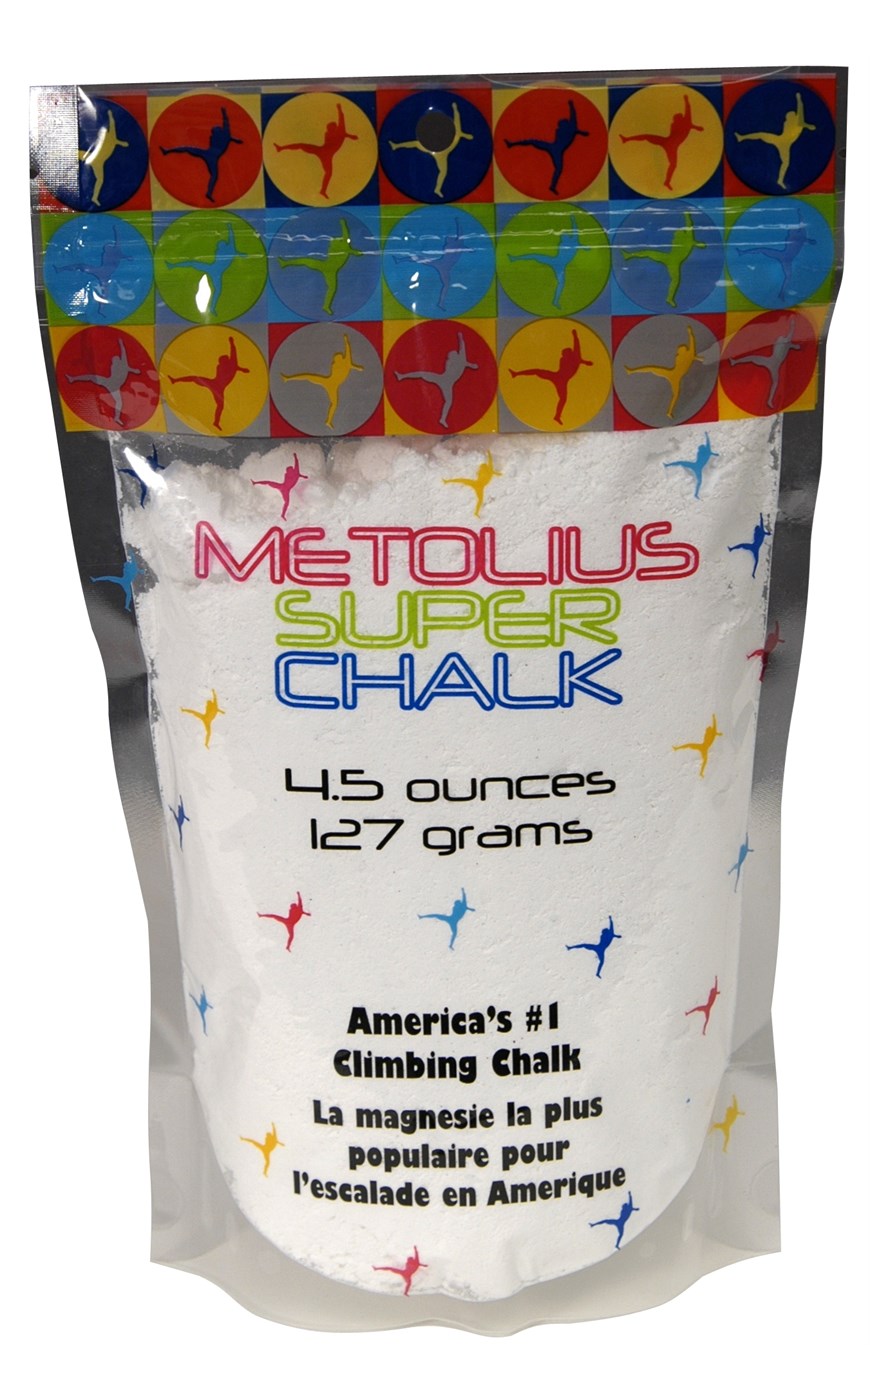 METOLIUS
SUPER
CHALK
4.5 ounces
127 grams
America's #1
Climbing Chalk
La magnesie la plus
populaire pour
l'escalade en Amerique